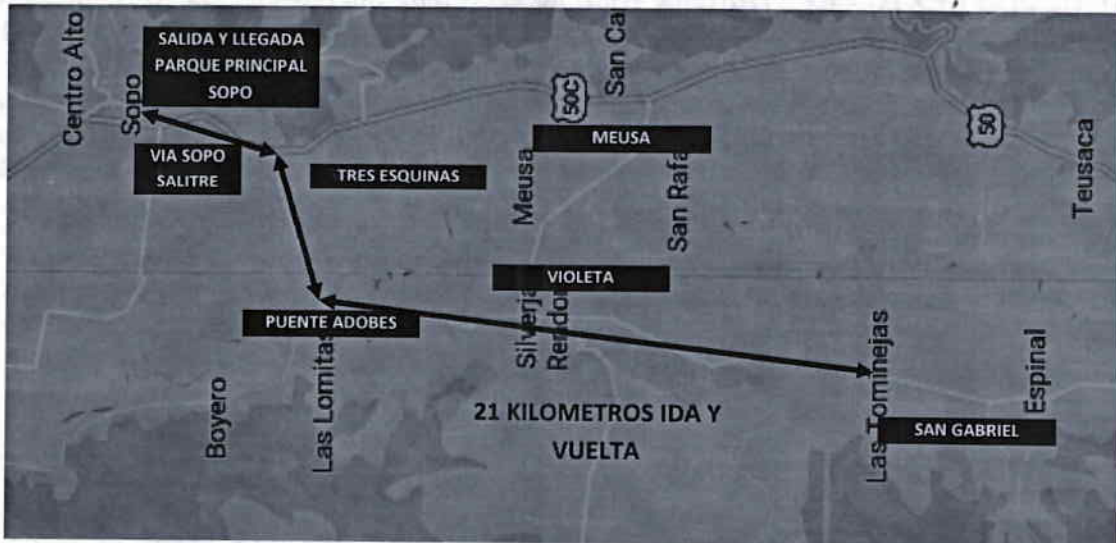 SALIDA Y LLEGADA
PARQUE PRINCIPAL
SOPO
Centro Alto
Sopo
San Ca
50C
50
MEUSA
VIA SOPO
SALITRE
TRES ESQUINAS
Meusa
San Rafa
Teusaca
VIOLETA
PUENTE ADOBES
Silverja
Rendon
Boyero
Las Lomitas
21 KILOMETROS IDA Y
VUELTA
Las Tominejas
Espinal
SAN GABRIEL